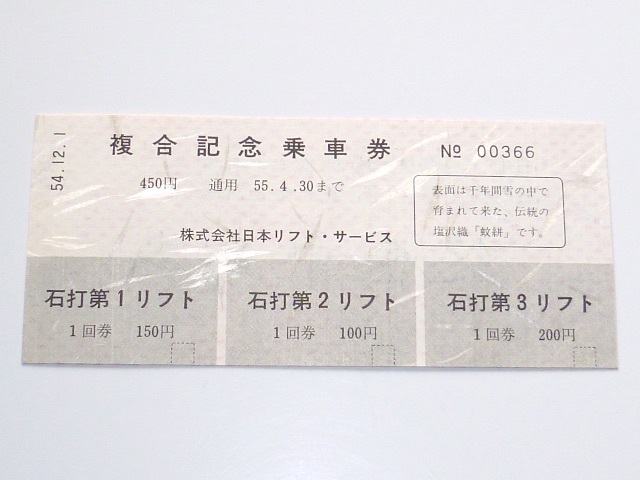 54.12.1
複合記念乗車券 № 00366
450円 通用 55.4.30まで
株式会社日本リフト・サービス
表面は千年間雪の中で
育まれて来た、伝統の
塩沢織「蚊絣」です。
石打第1リフト
1回券 150円
石打第2リフト
1回券 100円
石打第3リフト
1回券 200円